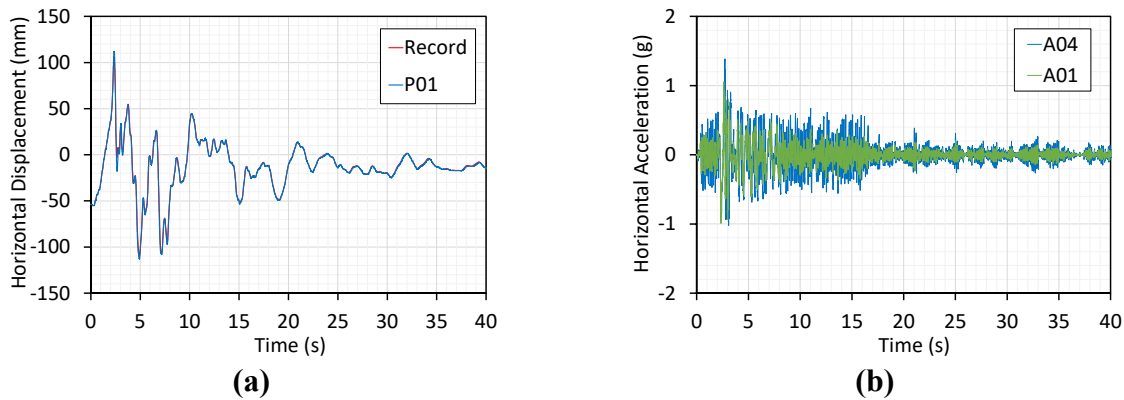 Horizontal Displacement (mm)
150
100
50
0
-50
-100
-150
Record
P01
0 5 10 15 20 25 30 35 40
Time (s)
(a)
Horizontal Acceleration (g)
2
1
0
-1
-2
A04
A01
0 5 10 15 20 25 30 35 40
Time (s)
(b)